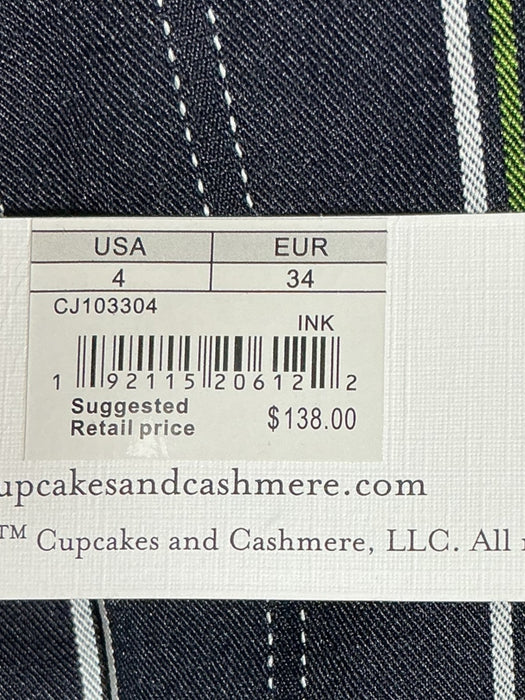 USA EUR
4 34
CJ103304
INK
1 92115 20612 2
Suggested
Retail price $138.00
upcakesandcashmere.com
™ Cupcakes and Cashmere, LLC. All